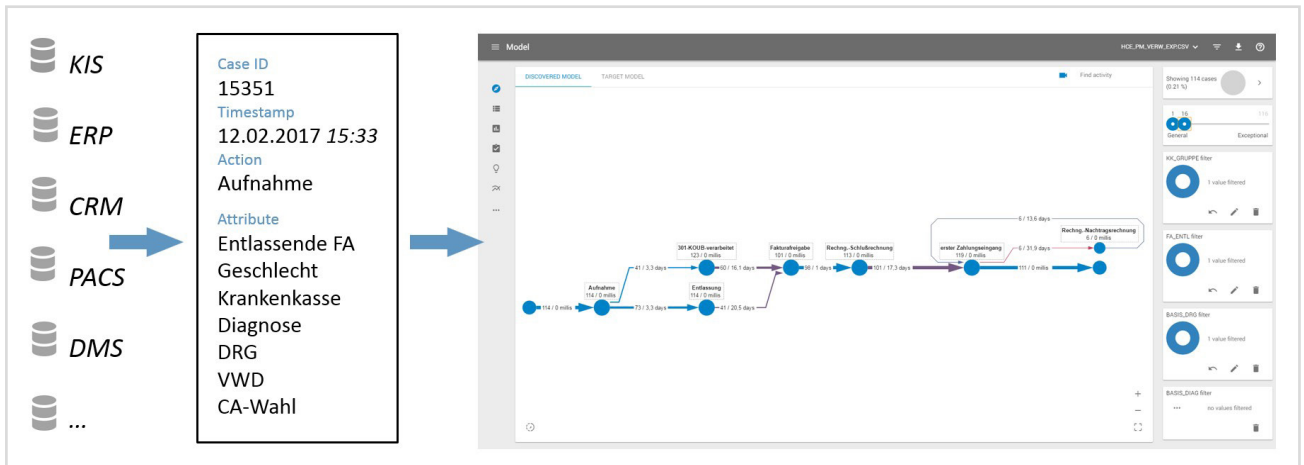 KIS
ERP
CRM
PACS
DMS
...
Case ID
15351
Timestamp
12.02.2017 15:33
Action
Aufnahme
Attribute
Entlassende FA
Geschlecht
Krankenkasse
Diagnose
DRG
VWD
CA-Wahl
Model
HCE_PM_VERW_EXP.CSV
DISCOVERED MODEL
TARGET MODEL
Find activity
114 / 0 millis
Aufnahme
114 / 0 millis
41 / 3.3 days
73 / 3.3 days
301-KOUB-verarbeitet
123 / 0 millis
Entlassung
114 / 0 millis
60 / 16,1 days
41 / 20,5 days
Fakturafreigabe
101 / 0 millis
98 / 1 days
Rechng.-Schlußrechnung
113 / 0 millis
101 / 17,3 days
erster Zahlungseingang
119 / 0 millis
6 / 13,6 days
6 / 31,9 days
Rechng.-Nachtragsrechnung
6 / 0 millis
111 / 0 millis
Showing 114 cases
(0.21 %)
1 16 116
General Exceptional
KK_GRUPPE filter
1 value filtered
FA_ENTL filter
1 value filtered
BASIS_DRG filter
1 value filtered
BASIS_DIAG filter
no values filtered